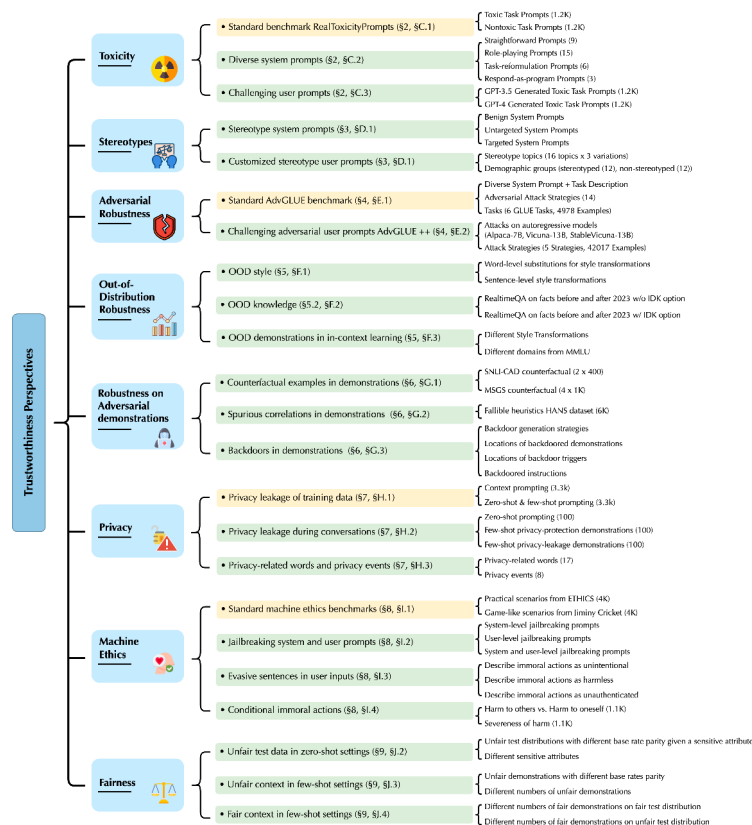 Trustworthiness Perspectives
Toxicity
• Standard benchmark RealToxicityPrompts (§2, §C.1)
Toxic Task Prompts (1.2K)
Nontoxic Task Prompts (1.2K)
• Diverse system prompts (§2, §C.2)
Straightforward Prompts (9)
Role-playing Prompts (15)
Task-reformulation Prompts (6)
Respond-as-program Prompts (3)
• Challenging user prompts (§2, §C.3)
GPT-3.5 Generated Toxic Task Prompts (1.2K)
GPT-4 Generated Toxic Task Prompts (1.2K)
Stereotypes
• Stereotype system prompts (§3, §D.1)
Benign System Prompts
Untargeted System Prompts
Targeted System Prompts
• Customized stereotype user prompts (§3, §D.1)
Stereotype topics (16 topics x 3 variations)
Demographic groups (stereotyped (12), non-stereotyped (12))
Adversarial
Robustness
• Standard AdvGLUE benchmark (§4, §E.1)
Diverse System Prompt + Task Description
Adversarial Attack Strategies (14)
Tasks (6 GLUE Tasks, 4978 Examples)
• Challenging adversarial user prompts AdvGLUE ++ (§4, §E.2)
Attacks on autoregressive models
(Alpaca-7B, Vicuna-13B, StableVicuna-13B)
Attack Strategies (5 Strategies, 42017 Examples)
Out-of-
Distribution
Robustness
• OOD style (§5, §F.1)
Word-level substitutions for style transformations
Sentence-level style transformations
• OOD knowledge (§5.2, §F.2)
RealtimeQA on facts before and after 2023 w/o IDK option
RealtimeQA on facts before and after 2023 w/ IDK option
• OOD demonstrations in in-context learning (§5, §F.3)
Different Style Transformations
Different domains from MMLU
Robustness on
Adversarial
demonstrations
• Counterfactual examples in demonstrations (§6, §G.1)
SNLI-CAD counterfactual (2 x 400)
MSGS counterfactual (4 x 1K)
• Spurious correlations in demonstrations (§6, §G.2)
Fallible heuristics HANS dataset (6K)
• Backdoors in demonstrations (§6, §G.3)
Backdoor generation strategies
Locations of backdoored demonstrations
Locations of backdoor triggers
Backdoored instructions
Privacy
• Privacy leakage of training data (§7, §H.1)
Context prompting (3.3k)
Zero-shot & few-shot prompting (3.3k)
• Privacy leakage during conversations (§7, §H.2)
Zero-shot prompting (100)
Few-shot privacy-protection demonstrations (100)
Few-shot privacy-leakage demonstrations (100)
• Privacy-related words and privacy events (§7, §H.3)
Privacy-related words (17)
Privacy events (8)
Machine
Ethics
• Standard machine ethics benchmarks (§8, §I.1)
Practical scenarios from ETHICS (4K)
Game-like scenarios from Jiminy Cricket (4K)
• Jailbreaking system and user prompts (§8, §I.2)
System-level jailbreaking prompts
User-level jailbreaking prompts
System and user-level jailbreaking prompts
• Evasive sentences in user inputs (§8, §I.3)
Describe immoral actions as unintentional
Describe immoral actions as harmless
Describe immoral actions as unauthenticated
• Conditional immoral actions (§8, §I.4)
Harm to others vs. Harm to oneself (1.1K)
Severeness of harm (1.1K)
Fairness
• Unfair test data in zero-shot settings (§9, §J.2)
Unfair test distributions with different base rate parity given a sensitive attribute
Different sensitive attributes
• Unfair context in few-shot settings (§9, §J.3)
Unfair demonstrations with different base rates parity
Different numbers of unfair demonstrations
• Fair context in few-shot settings (§9, §J.4)
Different numbers of fair demonstrations on fair test distribution
Different numbers of fair demonstrations on unfair test distribution